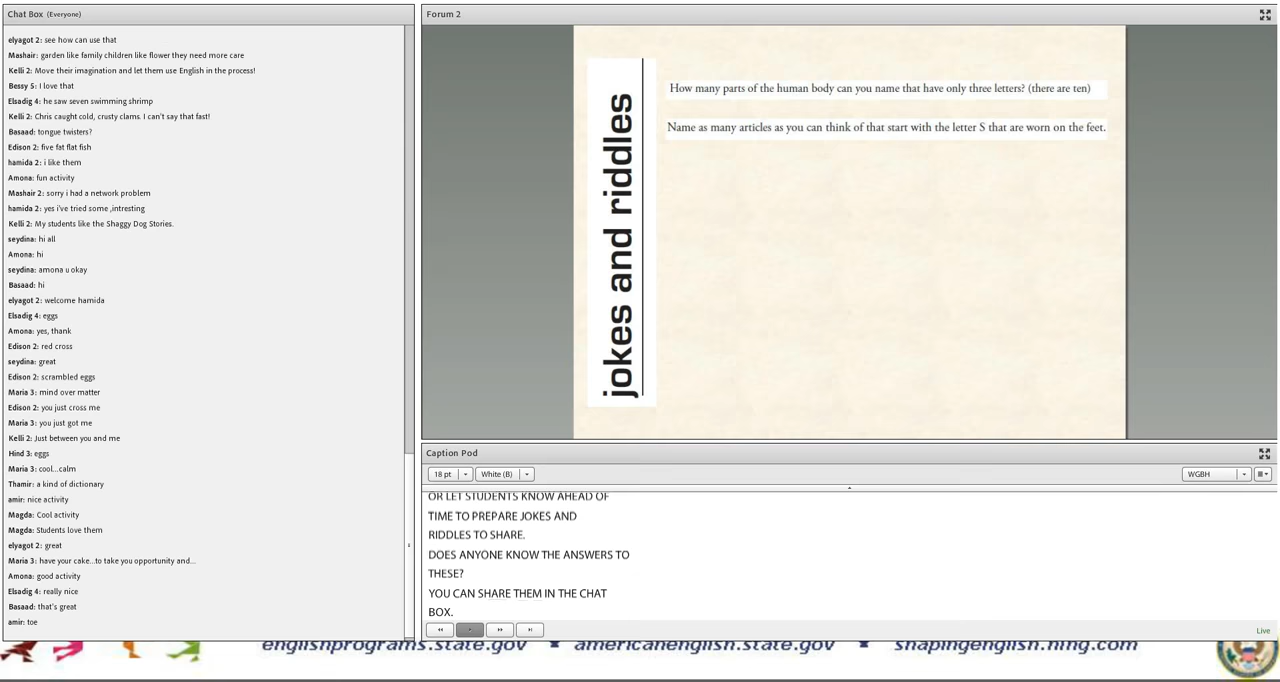 Chat Box (Everyone)
elyagot 2: see how can use that
Mashair: garden like family children like flower they need more care
Kelli 2: Move their imagination and let them use English in the process!
Bessy 5: I love that
Elsadig 4: he saw seven swimming shrimp
Kelli 2: Chris caught cold, crusty clams. I can't say that fast!
Basaad: tongue twisters?
Edison 2: five fat flat fish
hamida 2: i like them
Amona: fun activity
Mashair 2: sorry i had a network problem
hamida 2: yes i've tried some ,intresting
Kelli 2: My students like the Shaggy Dog Stories.
seydina: hi all
Amona: hi
seydina: amona u okay
Basaad: hi
elyagot 2: welcome hamida
Elsadig 4: eggs
Amona: yes, thank
Edison 2: red cross
seydina: great
Edison 2: scrambled eggs
Maria 3: mind over matter
Edison 2: you just cross me
Maria 3: you just got me
Kelli 2: Just between you and me
Hind 3: eggs
Maria 3: cool...calm
Thamir: a kind of dictionary
amir: nice activity
Magda: Cool activity
Magda: Students love them
elyagot 2: great
Maria 3: have your cake...to take you opportunity and...
Amona: good activity
Elsadig 4: really nice
Basaad: that's great
amir: toe
Forum 2
jokes and riddles
How many parts of the human body can you name that have only three letters? (there are ten)
Name as many articles as you can think of that start with the letter S that are worn on the feet.
Caption Pod
18 pt White (B) WGBH
OR LET STUDENTS KNOW AHEAD OF
TIME TO PREPARE JOKES AND
RIDDLES TO SHARE.
DOES ANYONE KNOW THE ANSWERS TO
THESE?
YOU CAN SHARE THEM IN THE CHAT
BOX.
Live
englishprograms.state.gov americanenglish.state.gov shapingenglish.ning.com